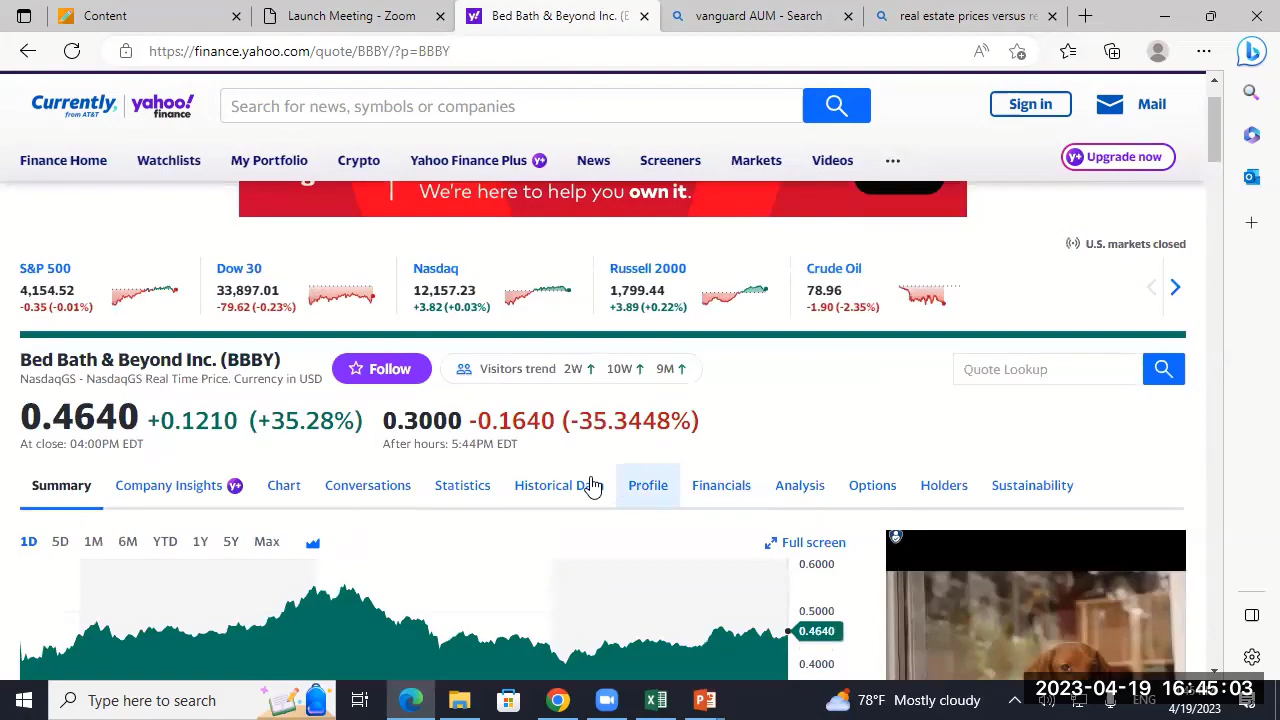 Content
Launch Meeting - Zoom
Bed Bath & Beyond Inc. (E
vanguard AUM - Search
real estate prices versus re
https://finance.yahoo.com/quote/BBBY/?p=BBBY
Currently,
from AT&T
yahoo!
finance
Search for news, symbols or companies
Sign in
Mail
Finance Home
Watchlists
My Portfolio
Crypto
Yahoo Finance Plus
News
Screeners
Markets
Videos
Upgrade now
We're here to help you own it.
U.S. markets closed
S&P 500
4,154.52
-0.35 (-0.01%)
Dow 30
33,897.01
-79.62 (-0.23%)
Nasdaq
12,157.23
+3.82 (+0.03%)
Russell 2000
1,799.44
+3.89 (+0.22%)
Crude Oil
78.96
-1.90 (-2.35%)
Bed Bath & Beyond Inc. (BBBY)
NasdaqGS - NasdaqGS Real Time Price. Currency in USD
Follow
Visitors trend 2W↑ 10W↑ 9M↑
Quote Lookup
0.4640 +0.1210 (+35.28%)
At close: 04:00PM EDT
0.3000 -0.1640 (-35.3448%)
After hours: 5:44PM EDT
Summary
Company Insights
Chart
Conversations
Statistics
Historical
Profile
Financials
Analysis
Options
Holders
Sustainability
1D 5D 1M 6M YTD 1Y 5Y Max
Full screen
0.6000
0.5000
0.4640
0.4000
Type here to search
78°F Mostly cloudy
ENG
2023-04-19 16:45:03
4/19/2023